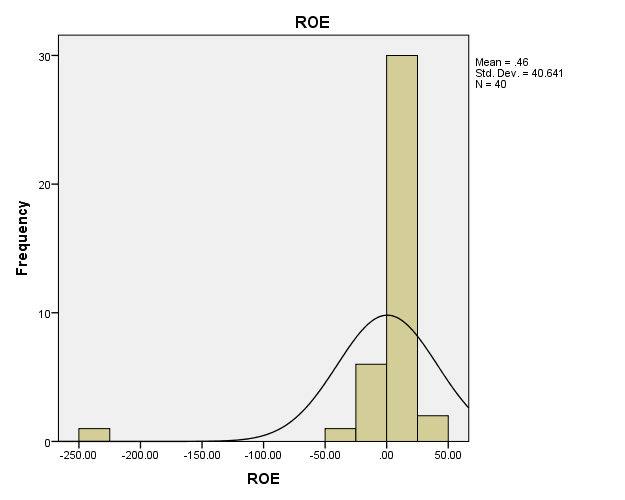 ROE
Mean = .46
Std. Dev. = 40.641
N = 40
Frequency
30
20
10
0
-250.00 -200.00 -150.00 -100.00 -50.00 .00 50.00
ROE